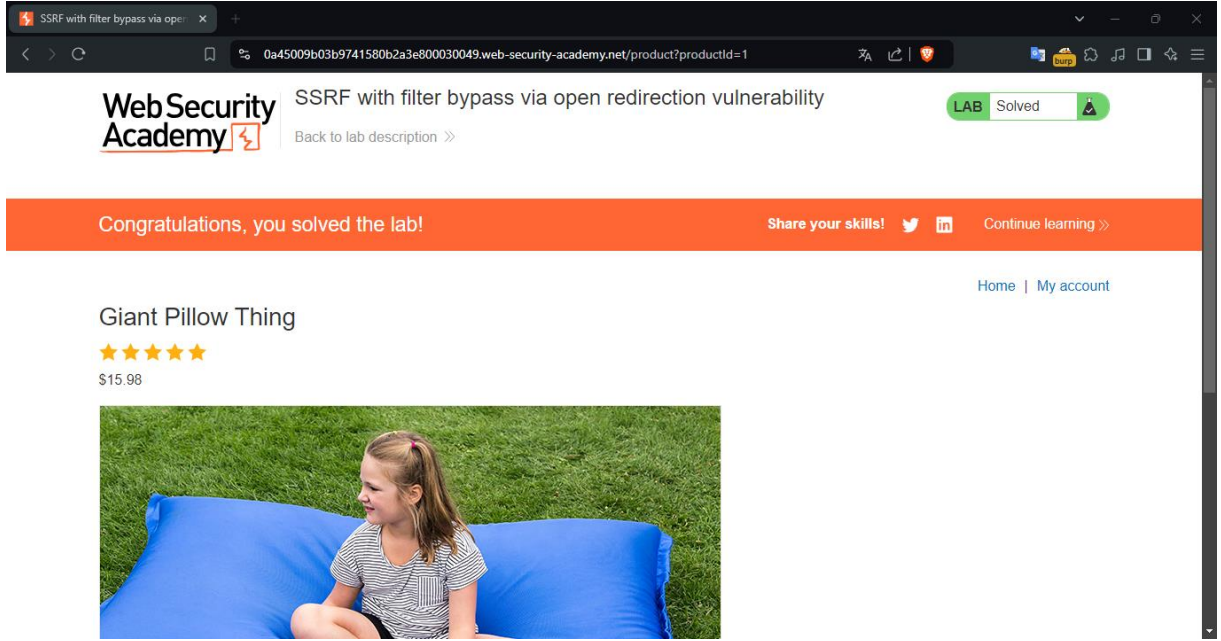 SSRF with filter bypass via open
0a45009b03b9741580b2a3e800030049.web-security-academy.net/product?productId=1
burp
Web Security
Academy
SSRF with filter bypass via open redirection vulnerability
Back to lab description
LAB Solved
Congratulations, you solved the lab!
Share your skills!
in
Continue learning
Home | My account
Giant Pillow Thing
$15.98